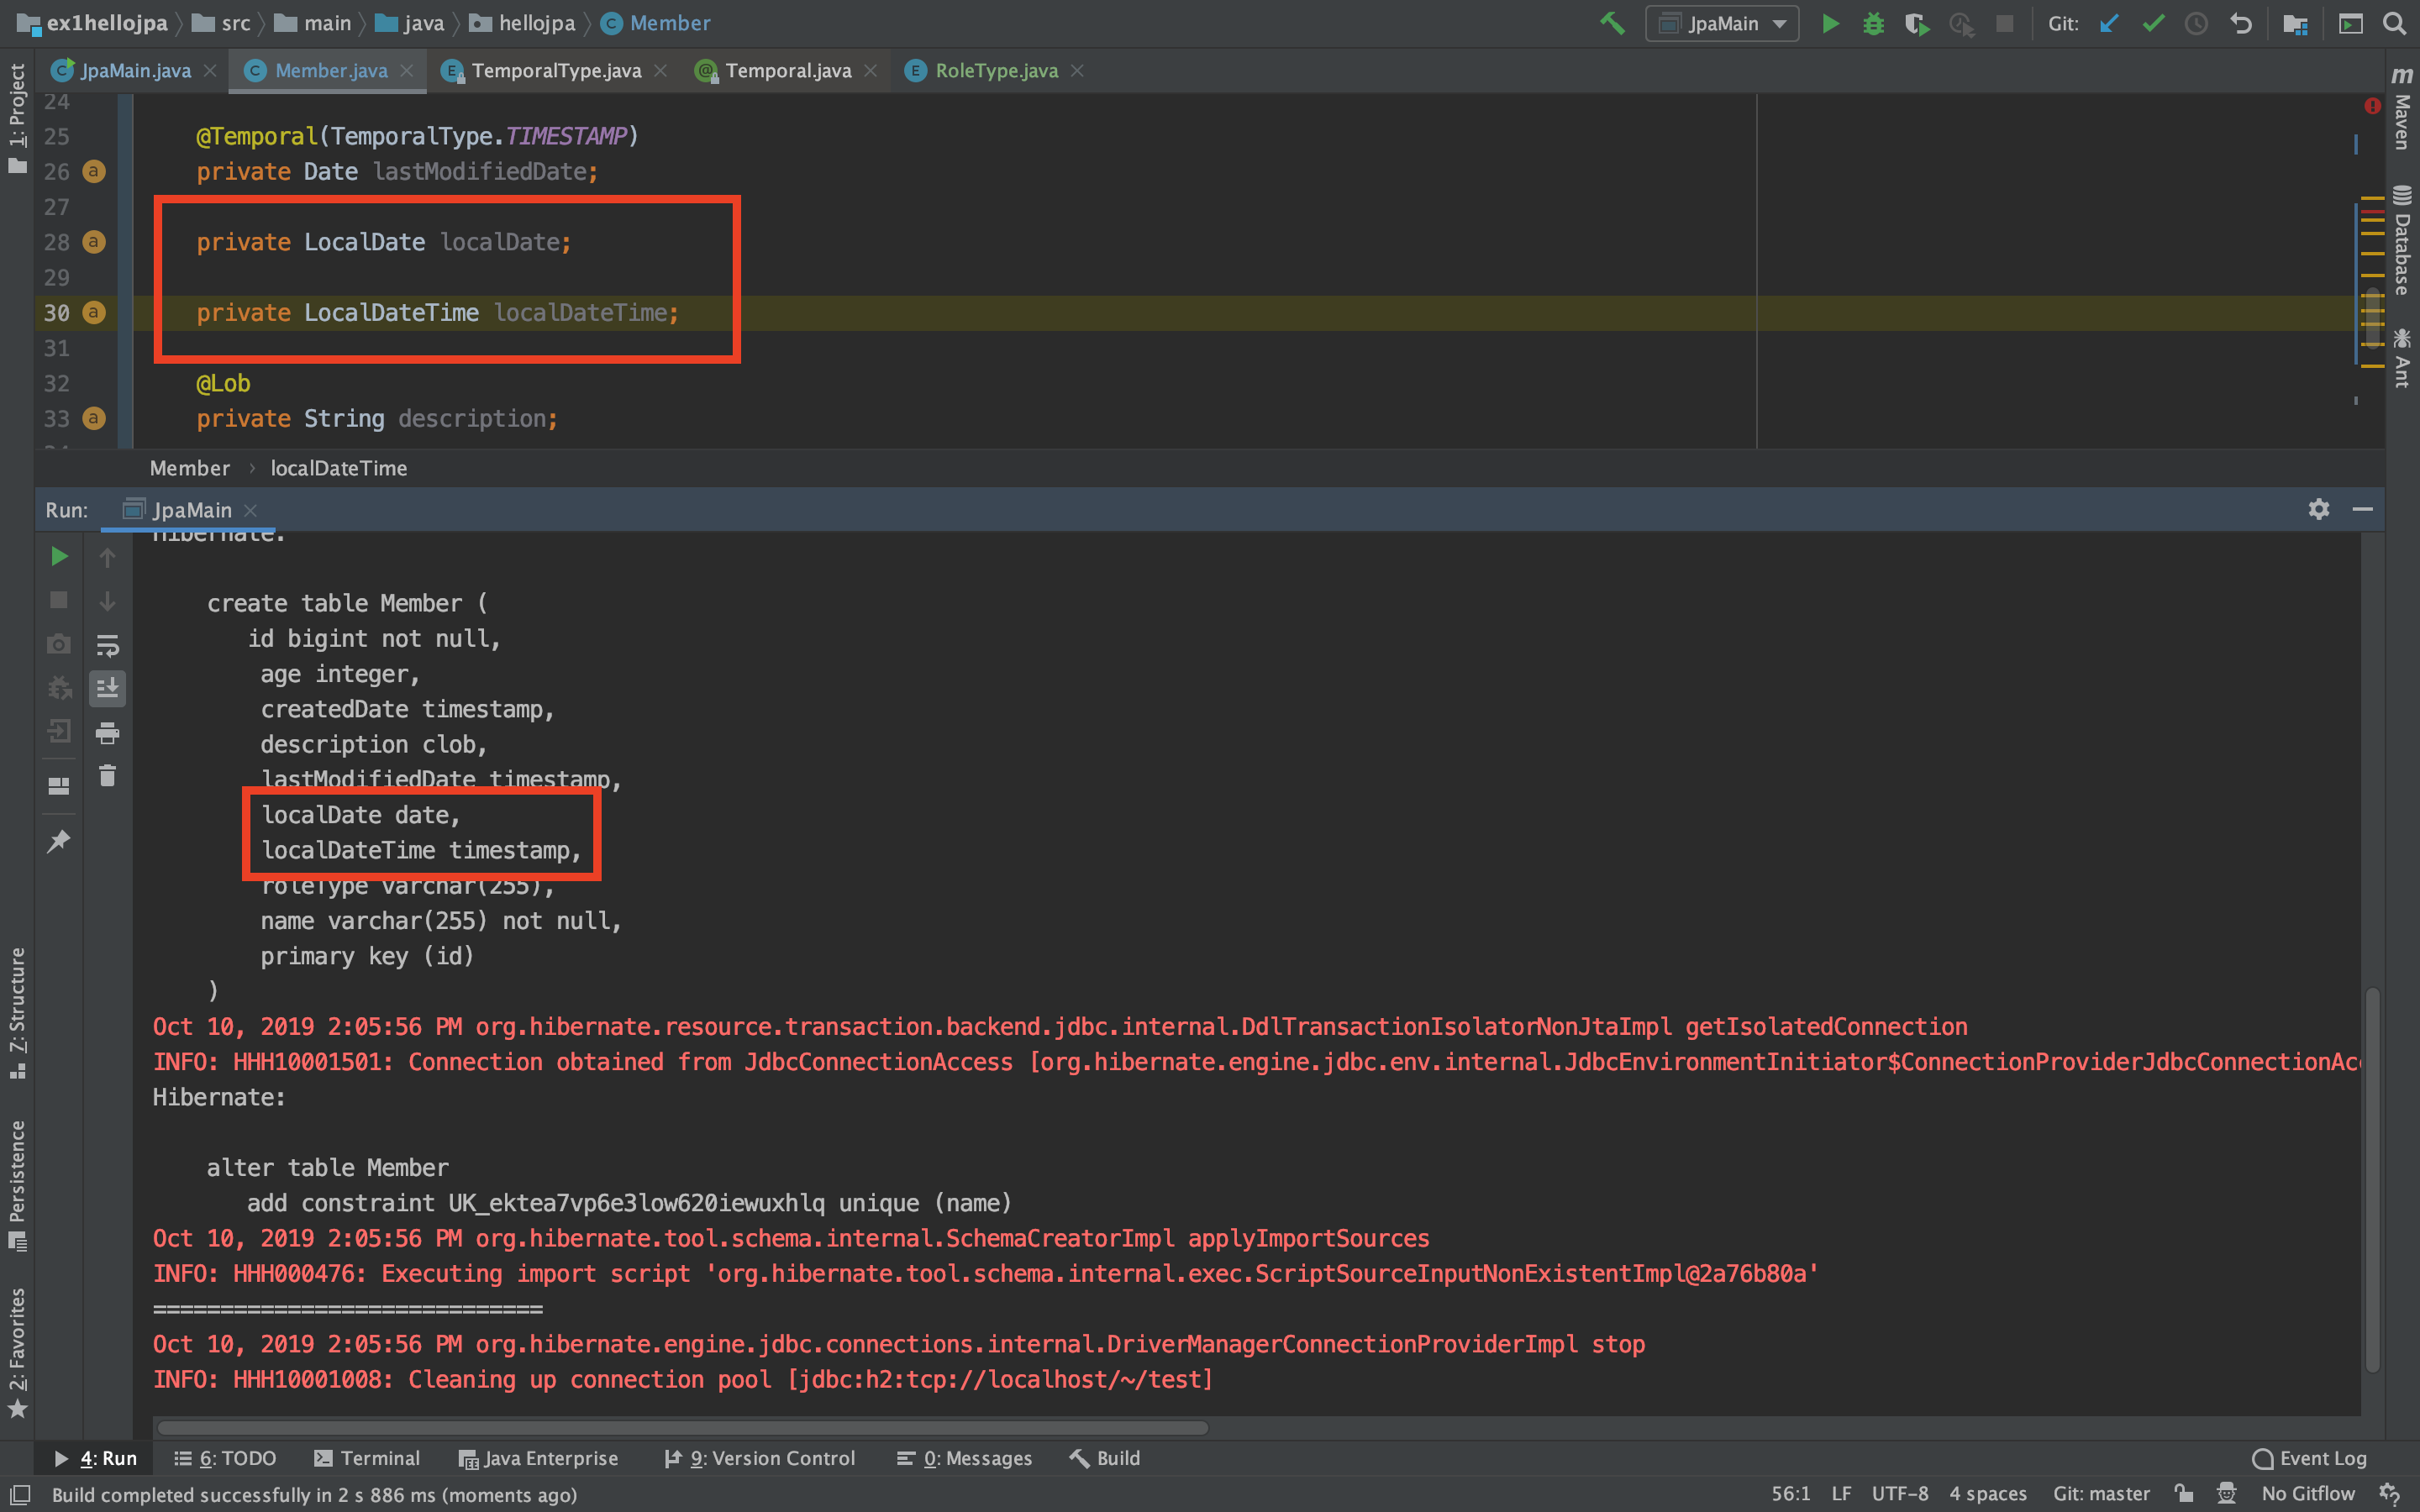 ex1hellojpa src main java hellojpa Member JpaMain Git:
JpaMain.java Member.java TemporalType.java Temporal.java RoleType.java
1: Project
Z: Structure
Persistence
2: Favorites
24
25 @Temporal(TemporalType.TIMESTAMP)
26 private Date lastModifiedDate;
27
28 private LocalDate localDate;
29
30 private LocalDateTime localDateTime;
31
32 @Lob
33 private String description;
Member › localDateTime
Run: JpaMain
Hibernate:
create table Member (
id bigint not null,
age integer,
createdDate timestamp,
description clob,
lastModifiedDate timestamp,
localDate date,
localDateTime timestamp,
roleType varchar(255),
name varchar(255) not null,
primary key (id)
)
Oct 10, 2019 2:05:56 PM org.hibernate.resource.transaction.backend.jdbc.internal.DdlTransactionIsolatorNonJtaImpl getIsolatedConnection
INFO: HHH10001501: Connection obtained from JdbcConnectionAccess [org.hibernate.engine.jdbc.env.internal.JdbcEnvironmentInitiator$ConnectionProviderJdbcConnectionAcc
Hibernate:
alter table Member
add constraint UK_ektea7vp6e3low620iewuxhlq unique (name)
Oct 10, 2019 2:05:56 PM org.hibernate.tool.schema.internal.SchemaCreatorImpl applyImportSources
INFO: HHH000476: Executing import script 'org.hibernate.tool.schema.internal.exec.ScriptSourceInputNonExistentImpl@2a76b80a'
=============================
Oct 10, 2019 2:05:56 PM org.hibernate.engine.jdbc.connections.internal.DriverManagerConnectionProviderImpl stop
INFO: HHH10001008: Cleaning up connection pool [jdbc:h2:tcp://localhost/~/test]
Maven
Database
Ant
4: Run 6: TODO Terminal Java Enterprise 9: Version Control 0: Messages Build Event Log
Build completed successfully in 2 s 886 ms (moments ago) 56:1 LF UTF-8 4 spaces Git: master No Gitflow